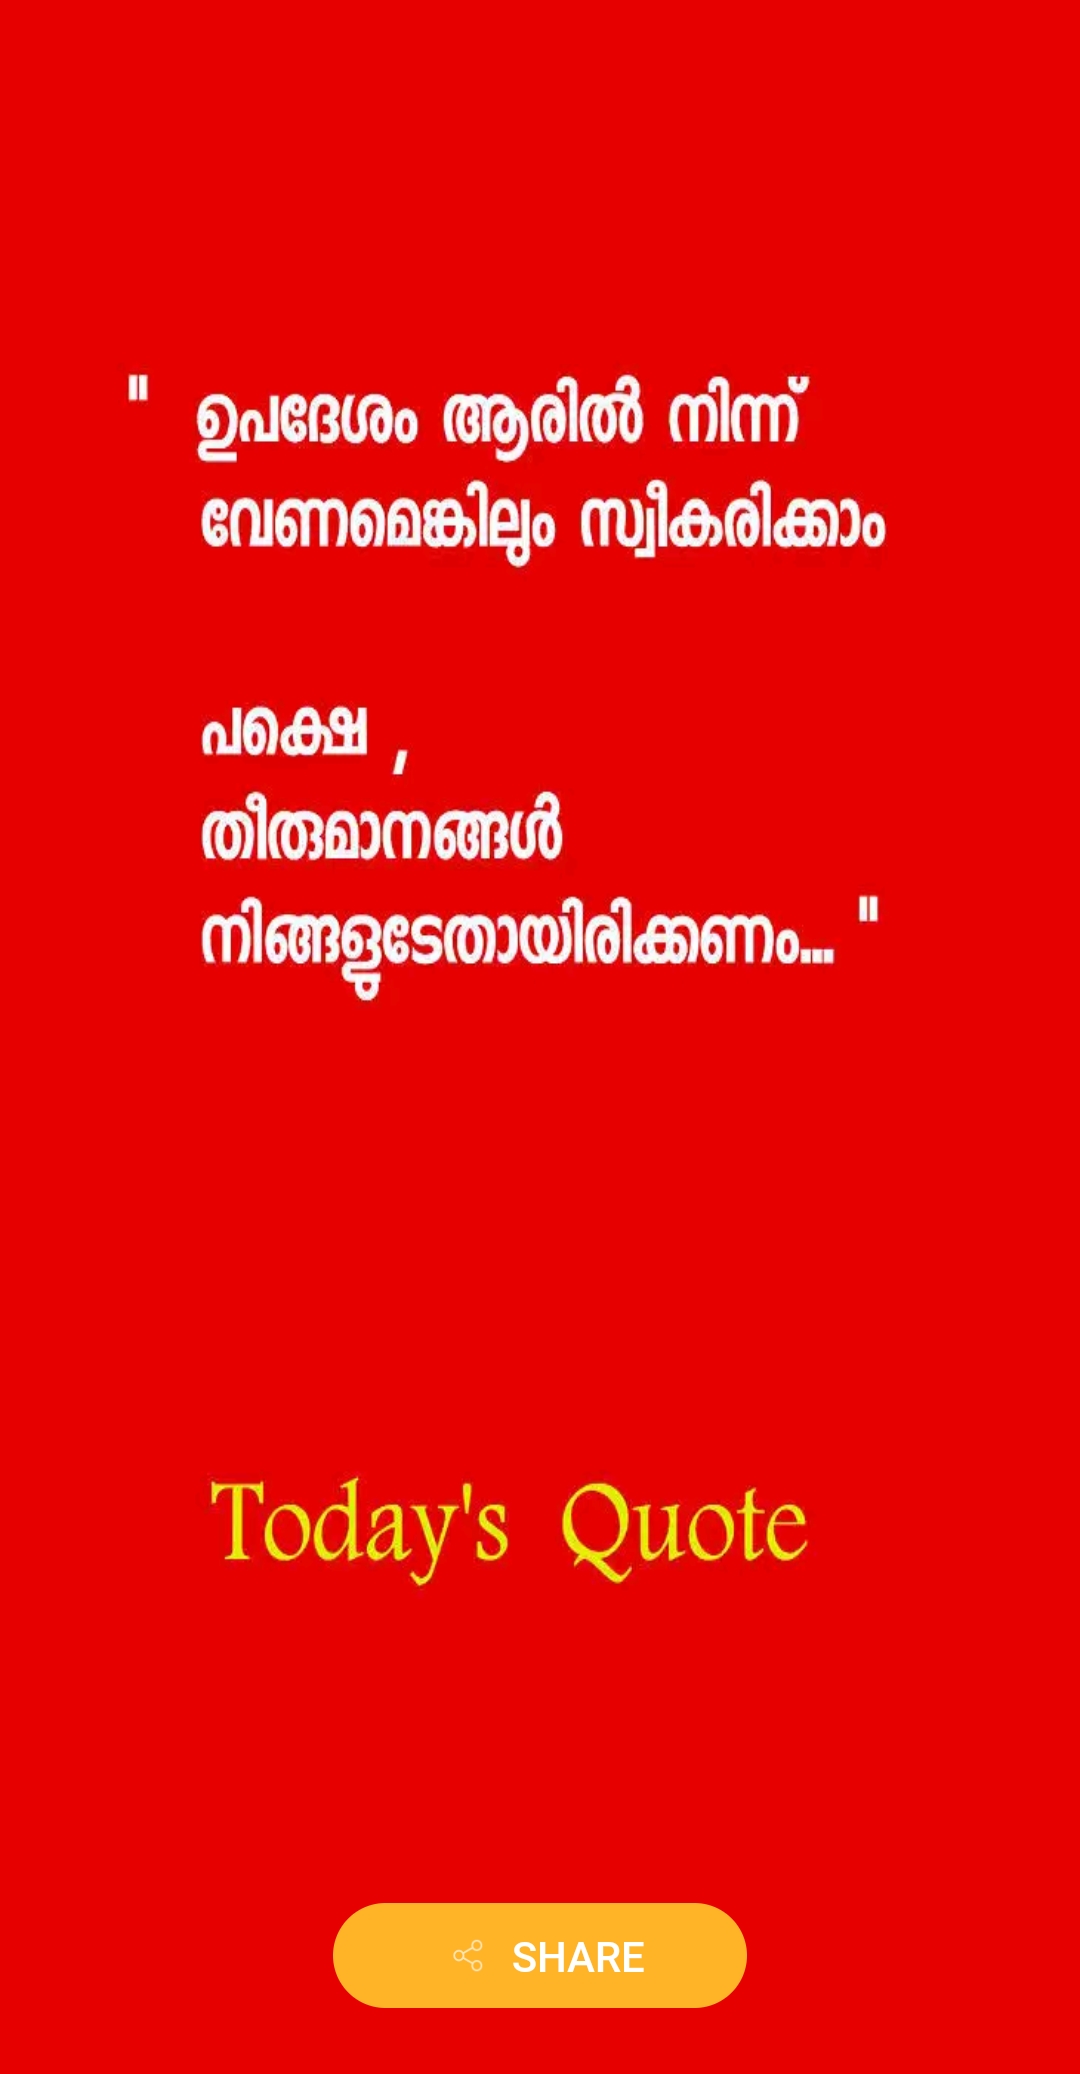 " ഉപദേശം ആരിൽ നിന്ന്
വേണമെങ്കിലും സ്വീകരിക്കാം
പക്ഷെ ,
തീരുമാനങ്ങൾ
നിങ്ങളുടേതായിരിക്കണം... "
Today's Quote
SHARE